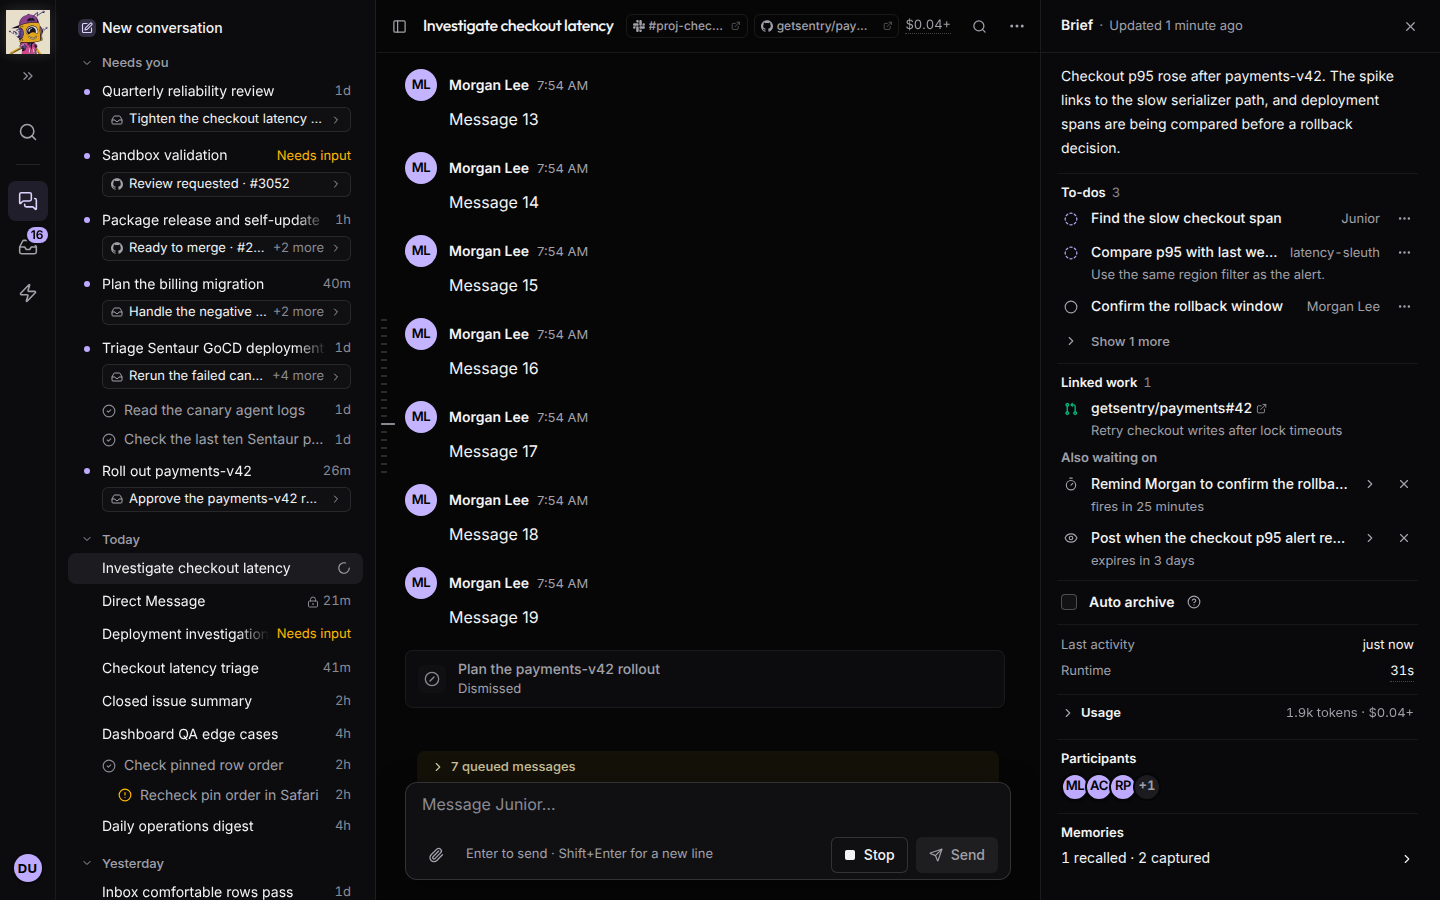 New conversation
Needs you
Quarterly reliability review 1d
Tighten the checkout latency ...
Sandbox validation Needs input
Review requested · #3052
Package release and self-update 1h
Ready to merge · #2... +2 more
Plan the billing migration 40m
Handle the negative ... +2 more
Triage Sentaur GoCD deployment 1d
Rerun the failed can... +4 more
Read the canary agent logs 1d
Check the last ten Sentaur p... 1d
Roll out payments-v42 26m
Approve the payments-v42 r...
Today
Investigate checkout latency
Direct Message 21m
Deployment investigation Needs input
Checkout latency triage 41m
Closed issue summary 2h
Dashboard QA edge cases 4h
Check pinned row order 2h
Recheck pin order in Safari 2h
Daily operations digest 4h
Yesterday
Inbox comfortable rows pass 1d
16
DU
Investigate checkout latency #proj-chec... getsentry/pay... $0.04+
ML Morgan Lee 7:54 AM
Message 13
ML Morgan Lee 7:54 AM
Message 14
ML Morgan Lee 7:54 AM
Message 15
ML Morgan Lee 7:54 AM
Message 16
ML Morgan Lee 7:54 AM
Message 17
ML Morgan Lee 7:54 AM
Message 18
ML Morgan Lee 7:54 AM
Message 19
Plan the payments-v42 rollout
Dismissed
7 queued messages
Message Junior...
Enter to send · Shift+Enter for a new line Stop Send
Brief · Updated 1 minute ago
Checkout p95 rose after payments-v42. The spike
links to the slow serializer path, and deployment
spans are being compared before a rollback
decision.
To-dos 3
Find the slow checkout span Junior
Compare p95 with last we... latency-sleuth
Use the same region filter as the alert.
Confirm the rollback window Morgan Lee
Show 1 more
Linked work 1
getsentry/payments#42
Retry checkout writes after lock timeouts
Also waiting on
Remind Morgan to confirm the rollba...
fires in 25 minutes
Post when the checkout p95 alert re...
expires in 3 days
Auto archive
Last activity just now
Runtime 31s
Usage 1.9k tokens · $0.04+
Participants
ML AC RP +1
Memories
1 recalled · 2 captured